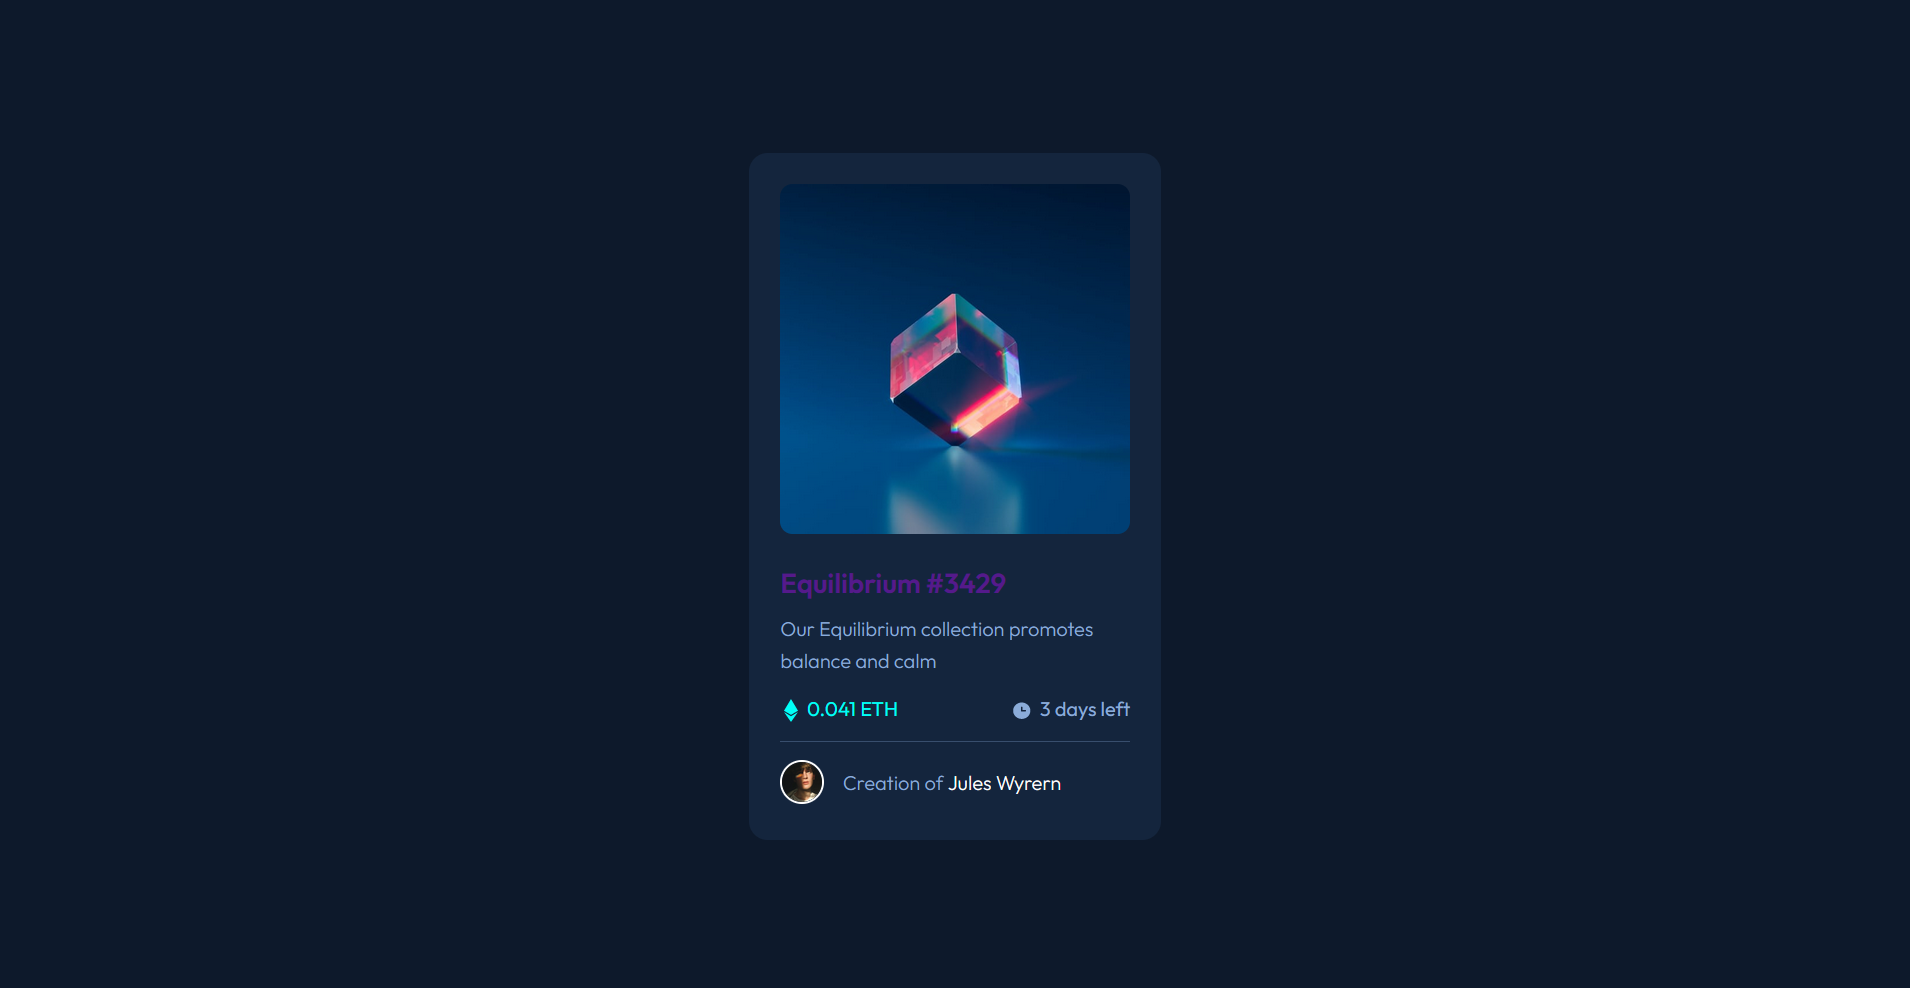 Equilibrium #3429
Our Equilibrium collection promotes
balance and calm
0.041 ETH
3 days left
Creation of Jules Wyrern